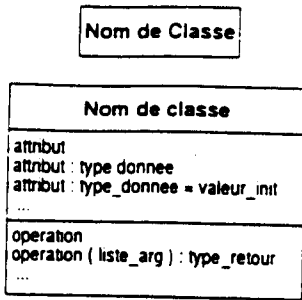 Nom de Classe
Nom de classe
attribut
attribut : type donnee
attribut : type_donnee = valeur_init
...
operation
operation ( liste_arg ) : type_retour
...